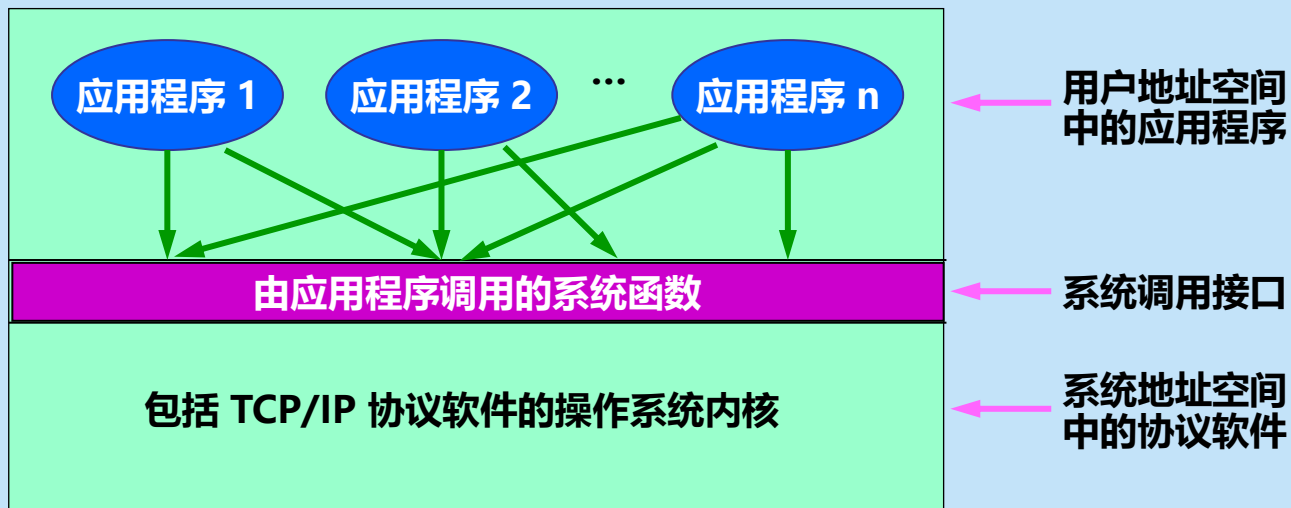 应用程序 1
应用程序 2
...
应用程序 n
用户地址空间
中的应用程序
由应用程序调用的系统函数
系统调用接口
包括 TCP/IP 协议软件的操作系统内核
系统地址空间
中的协议软件